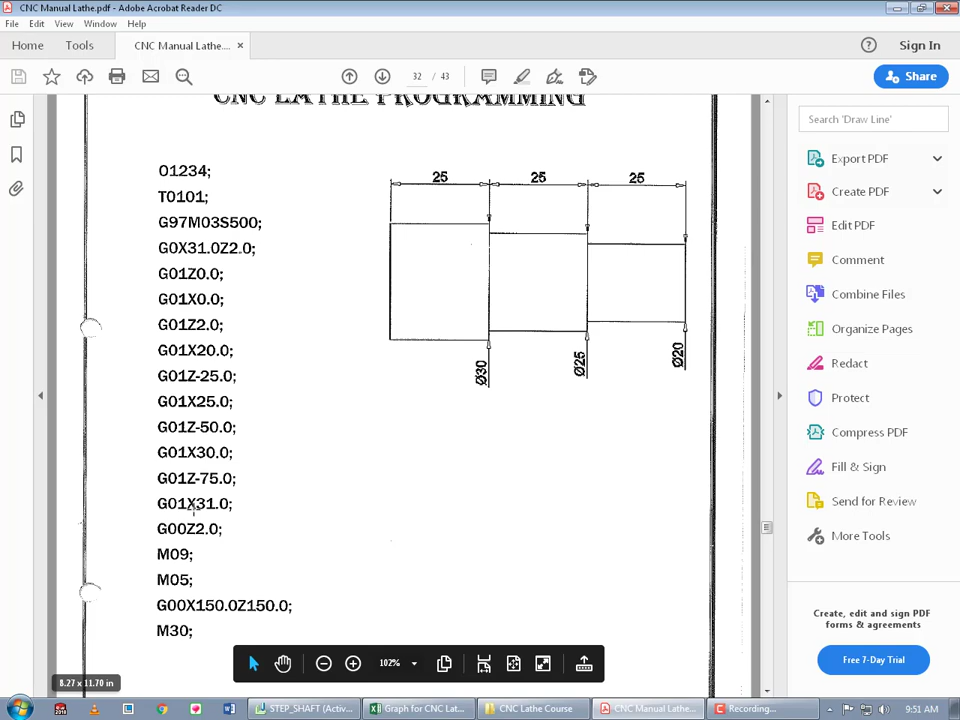 CNC Manual Lathe.pdf - Adobe Acrobat Reader DC
File Edit View Window Help
Home Tools CNC Manual Lathe.... × ? Sign In
32 / 43 Share
CNC LATHE PROGRAMMING
O1234;
T0101;
G97M03S500;
G0X31.0Z2.0;
G01Z0.0;
G01X0.0;
G01Z2.0;
G01X20.0;
G01Z-25.0;
G01X25.0;
G01Z-50.0;
G01X30.0;
G01Z-75.0;
G01X31.0;
G00Z2.0;
M09;
M05;
G00X150.0Z150.0;
M30;
25 25 25
Ø30 Ø25 Ø20
Search 'Draw Line'
Export PDF
Create PDF
Edit PDF
Comment
Combine Files
Organize Pages
Redact
Protect
Compress PDF
Fill & Sign
Send for Review
More Tools
Create, edit and sign PDF
forms & agreements
Free 7-Day Trial
102%
8.27 x 11.70 in
STEP_SHAFT (Activ... Graph for CNC Lat... CNC Lathe Course CNC Manual Lathe... Recording... 9:51 AM